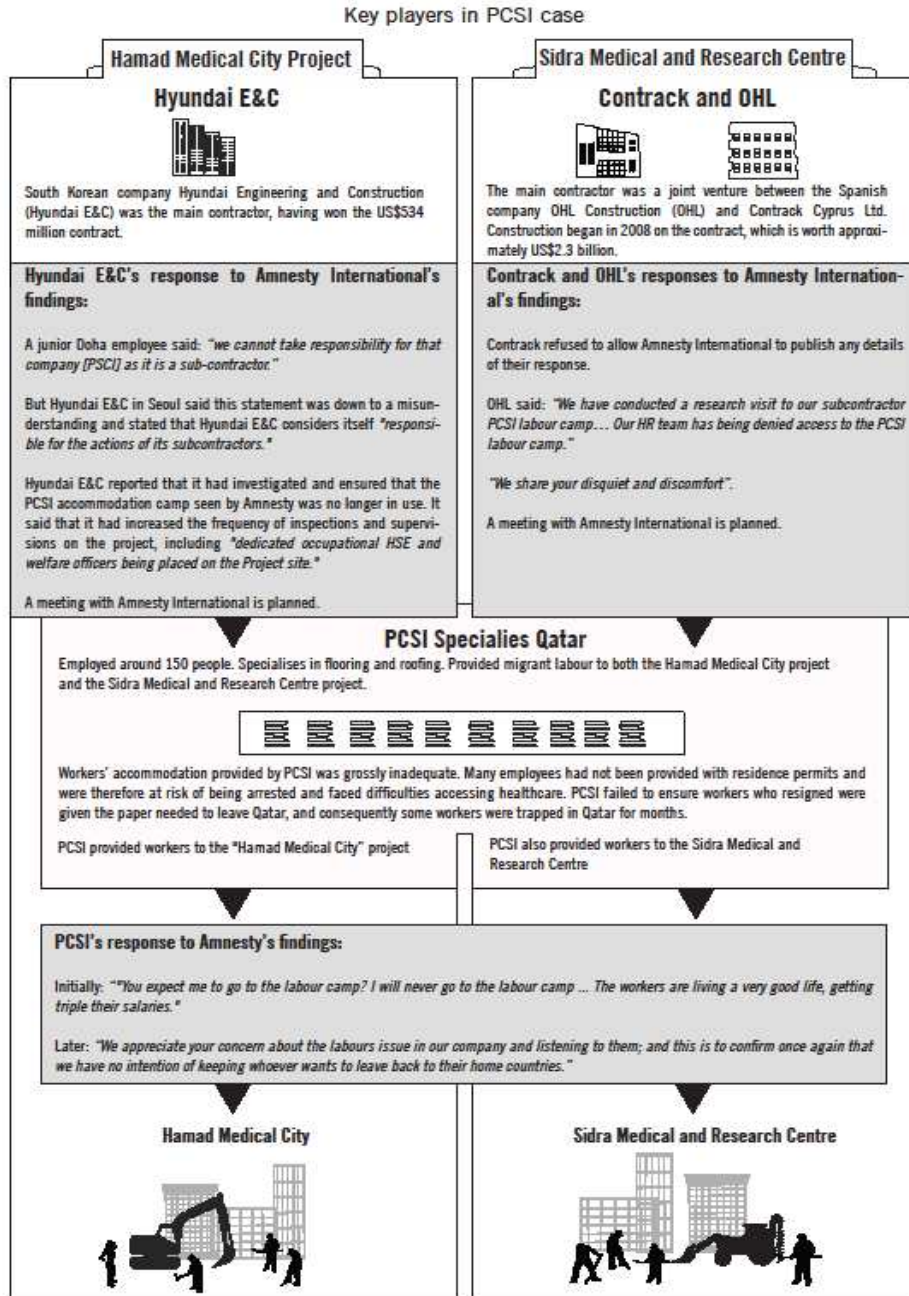 Key players in PCSI case
Hamad Medical City Project
Hyundai E&C
South Korean company Hyundai Engineering and Construction
(Hyundai E&C) was the main contractor, having won the US$534
million contract.
Hyundai E&C's response to Amnesty International's
findings:
A junior Doha employee said: "we cannot take responsibility for that
company [PSCI] as it is a sub-contractor."
But Hyundai E&C in Seoul said this statement was down to a misun-
derstanding and stated that Hyundai E&C considers itself "responsi-
ble for the actions of its subcontractors."
Hyundai E&C reported that it had investigated and ensured that the
PCSI accommodation camp seen by Amnesty was no longer in use. It
said that it had increased the frequency of inspections and supervi-
sions on the project, including "dedicated occupational HSE and
welfare officers being placed on the Project site."
A meeting with Amnesty International is planned.
Sidra Medical and Research Centre
Contrack and OHL
The main contractor was a joint venture between the Spanish
company OHL Construction (OHL) and Contrack Cyprus Ltd.
Construction began in 2008 on the contract, which is worth approxi-
mately US$2.3 billion.
Contrack and OHL's responses to Amnesty Internation-
al's findings:
Contrack refused to allow Amnesty International to publish any details
of their response.
OHL said: "We have conducted a research visit to our subcontractor
PCSI labour camp... Our HR team has being denied access to the PCSI
labour camp."
"We share your disquiet and discomfort".
A meeting with Amnesty International is planned.
PCSI Specialies Qatar
Employed around 150 people. Specialises in flooring and roofing. Provided migrant labour to both the Hamad Medical City project
and the Sidra Medical and Research Centre project.
Workers' accommodation provided by PCSI was grossly inadequate. Many employees had not been provided with residence permits and
were therefore at risk of being arrested and faced difficulties accessing healthcare. PCSI failed to ensure workers who resigned were
given the paper needed to leave Qatar, and consequently some workers were trapped in Qatar for months.
PCSI provided workers to the "Hamad Medical City" project
PCSI also provided workers to the Sidra Medical and
Research Centre
PCSI's response to Amnesty's findings:
Initially: ""You expect me to go to the labour camp? I will never go to the labour camp ... The workers are living a very good life, getting
triple their salaries."
Later: "We appreciate your concern about the labours issue in our company and listening to them; and this is to confirm once again that
we have no intention of keeping whoever wants to leave back to their home countries."
Hamad Medical City
Sidra Medical and Research Centre